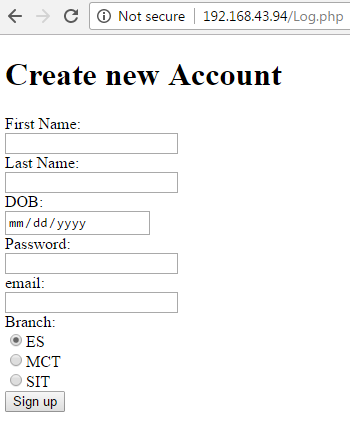 Not secure | 192.168.43.94/Log.php
Create new Account
First Name:
Last Name:
DOB:
mm/dd/yyyy
Password:
email:
Branch:
ES
MCT
SIT
Sign up